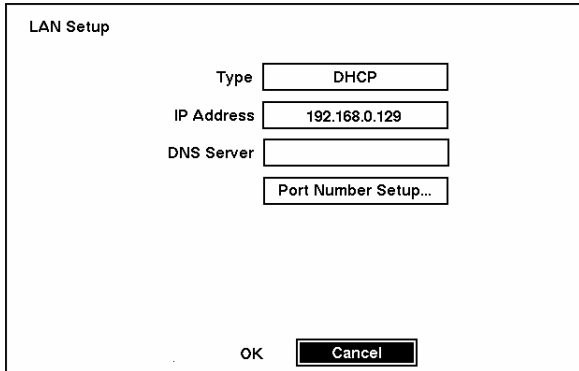 LAN Setup
Type DHCP
IP Address 192.168.0.129
DNS Server
Port Number Setup...
OK Cancel